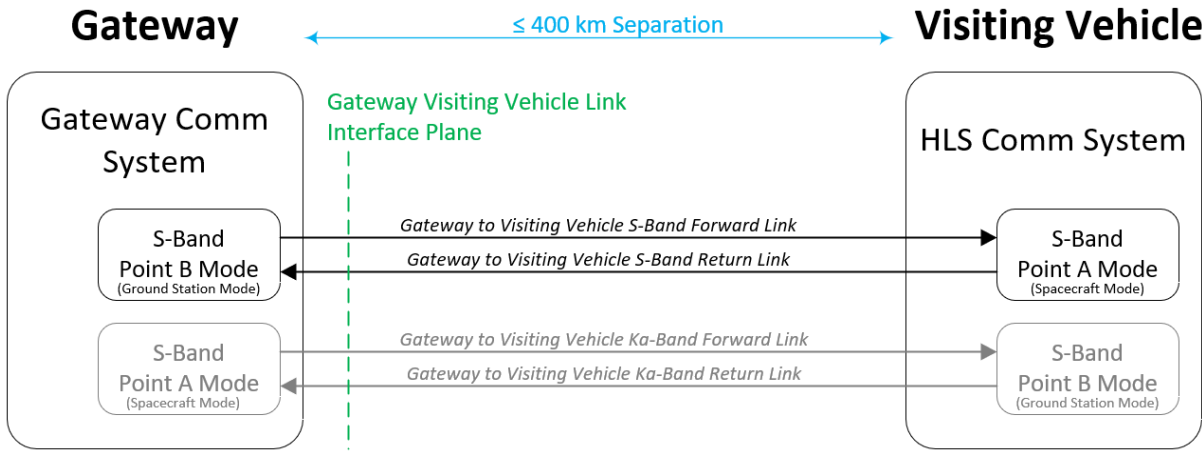 Gateway
≤ 400 km Separation
Visiting Vehicle
Gateway Comm
System
Gateway Visiting Vehicle Link
Interface Plane
HLS Comm System
S-Band
Point B Mode
(Ground Station Mode)
Gateway to Visiting Vehicle S-Band Forward Link
Gateway to Visiting Vehicle S-Band Return Link
S-Band
Point A Mode
(Spacecraft Mode)
S-Band
Point A Mode
(Spacecraft Mode)
Gateway to Visiting Vehicle Ka-Band Forward Link
Gateway to Visiting Vehicle Ka-Band Return Link
S-Band
Point B Mode
(Ground Station Mode)